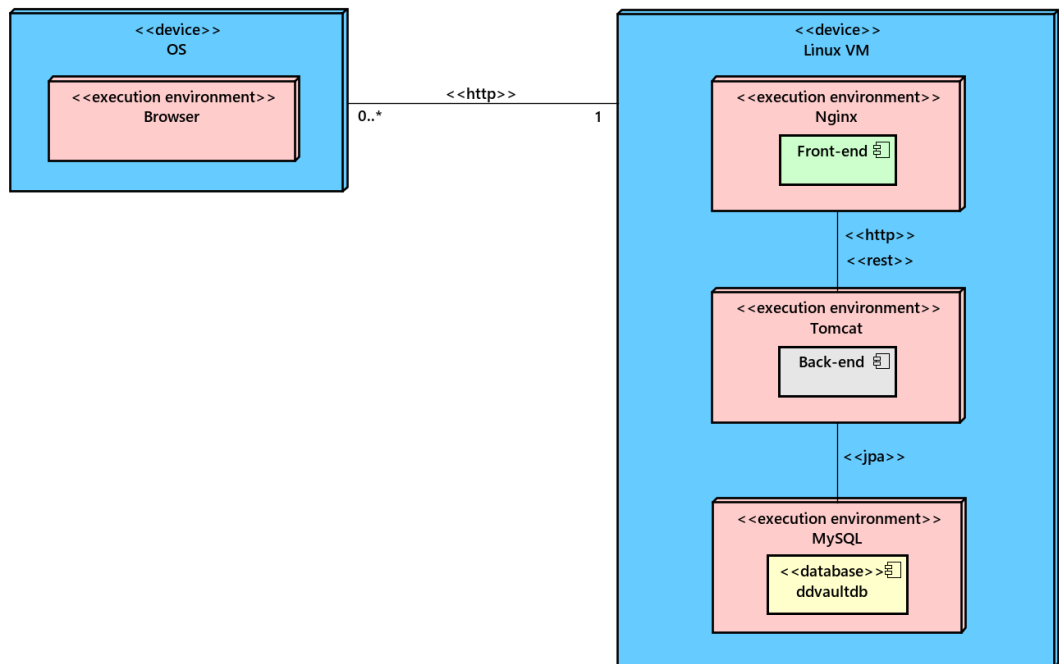 <<device>>
OS
<<execution environment>>
Browser
<<http>>
0..*
1
<<device>>
Linux VM
<<execution environment>>
Nginx
Front-end
<<http>>
<<rest>>
<<execution environment>>
Tomcat
Back-end
<<jpa>>
<<execution environment>>
MySQL
<<database>>
ddvaultdb